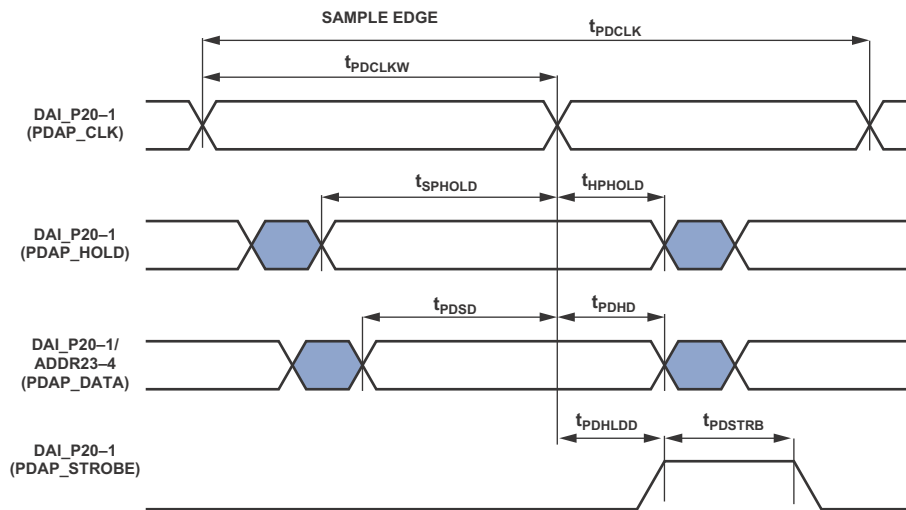 SAMPLE EDGE
tPDCLK
tPDCLKW
DAI_P20–1
(PDAP_CLK)
tSPHOLD
tHPHOLD
DAI_P20–1
(PDAP_HOLD)
tPDSD
tPDHD
DAI_P20–1/
ADDR23–4
(PDAP_DATA)
tPDHLDD
tPDSTRB
DAI_P20–1
(PDAP_STROBE)